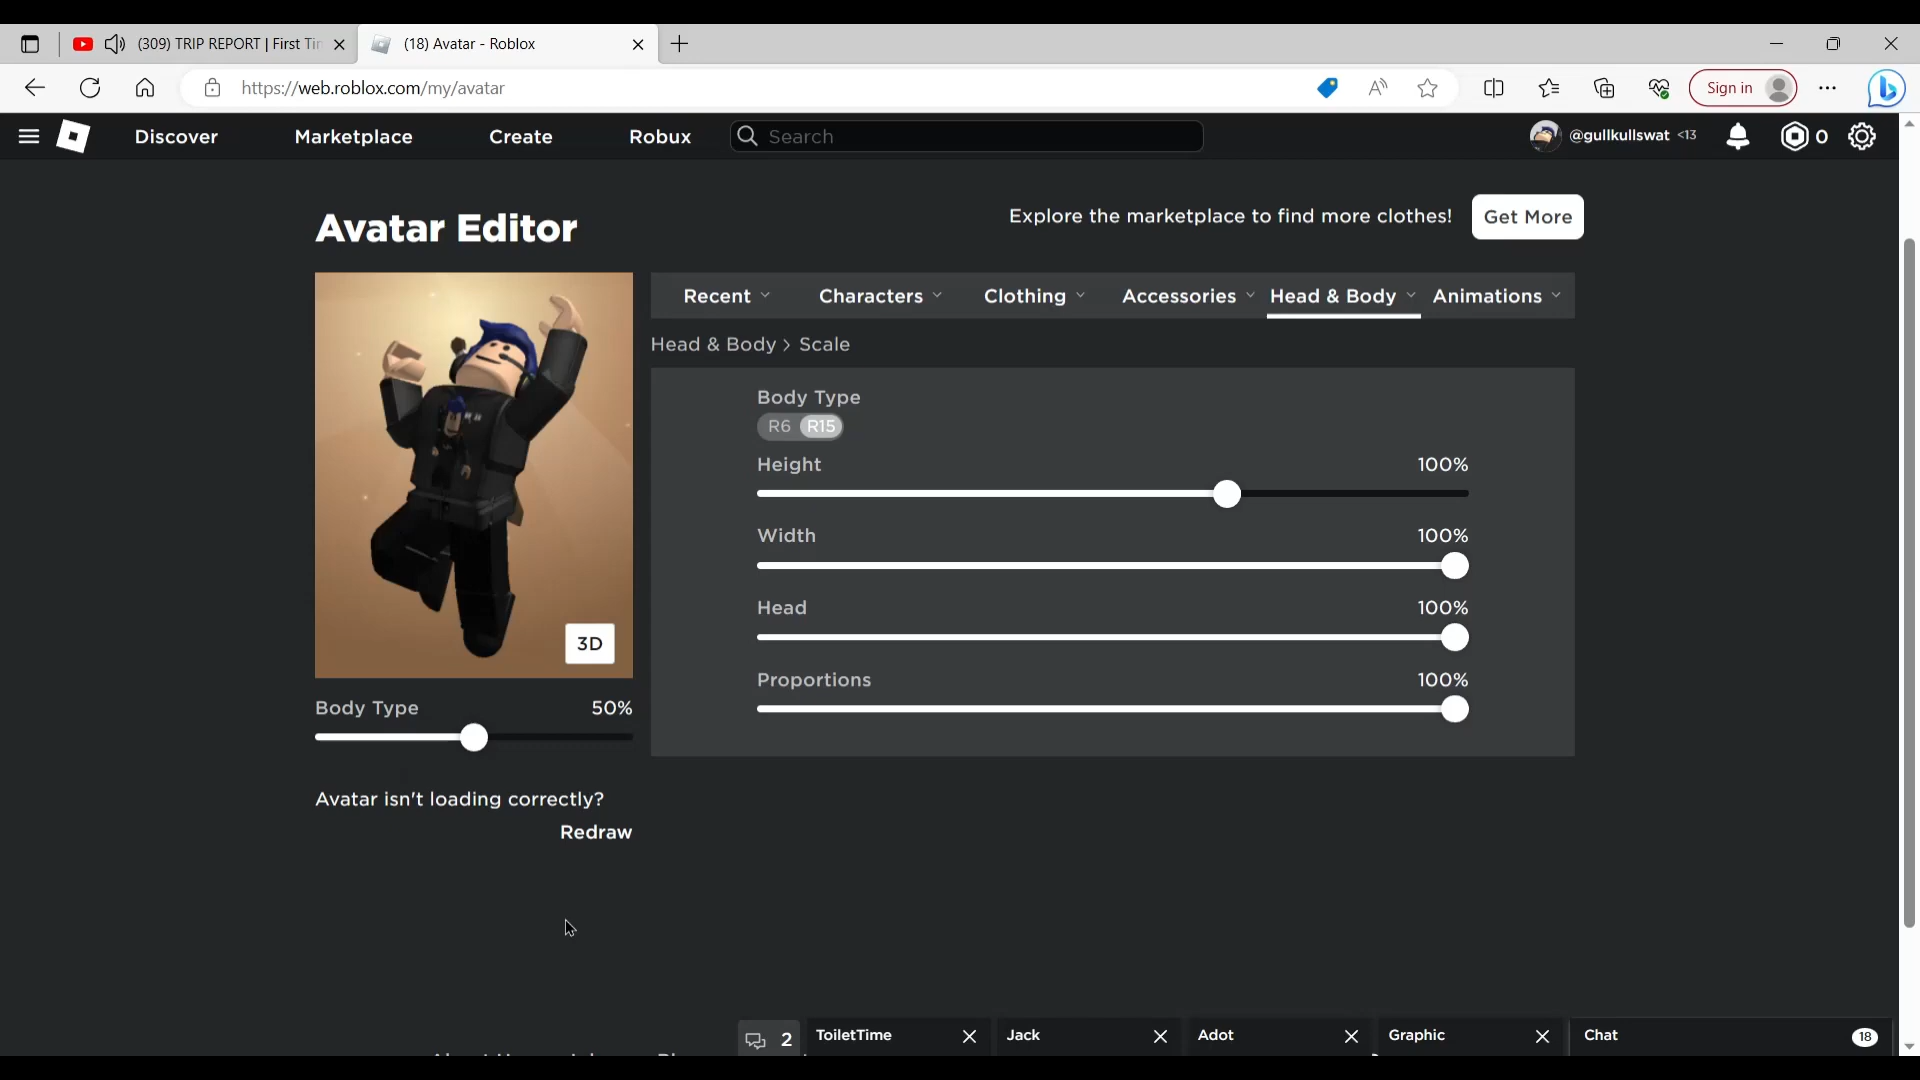 (309) TRIP REPORT | First Tin
(18) Avatar - Roblox
https://web.roblox.com/my/avatar
Sign in
Discover
Marketplace
Create
Robux
Search
@gullkullswat <13
0
Avatar Editor
Explore the marketplace to find more clothes!
Get More
Recent
Characters
Clothing
Accessories
Head & Body
Animations
Head & Body > Scale
Body Type
R6 R15
Height 100%
Width 100%
Head 100%
Proportions 100%
3D
Body Type 50%
Avatar isn't loading correctly?
Redraw
2
ToiletTime
Jack
Adot
Graphic
Chat
18